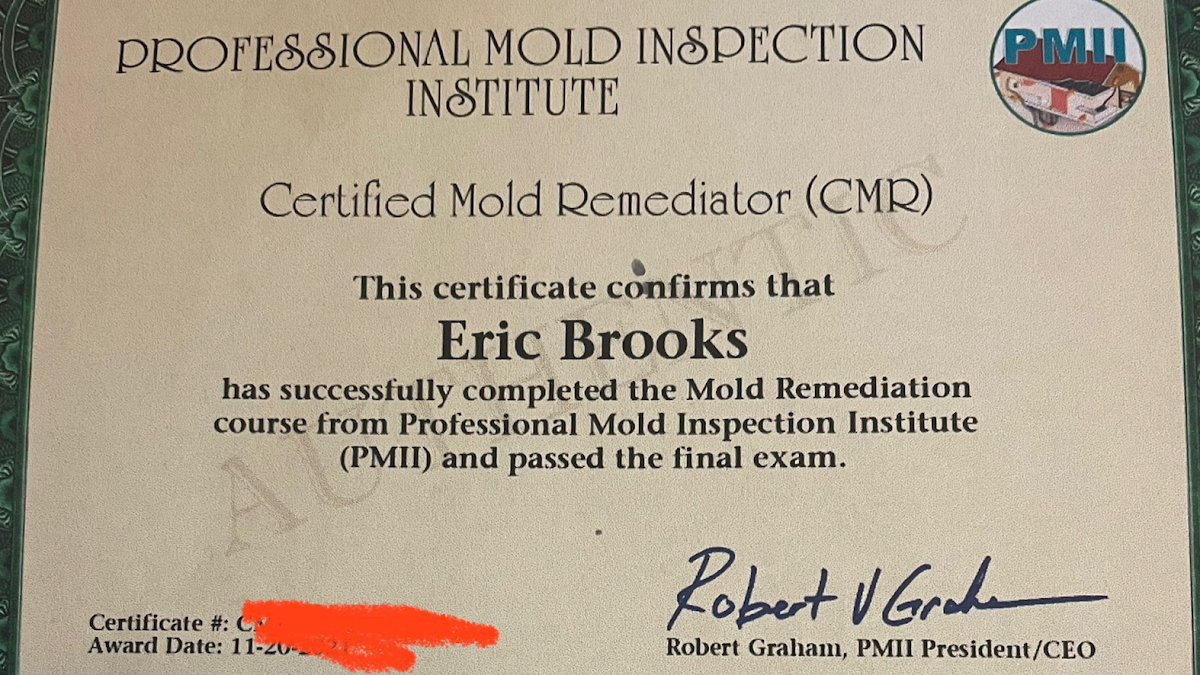 PROFESSIONAL MOLD INSPECTION
INSTITUTE
PMII
Certified Mold Remediator (CMR)
This certificate confirms that
Eric Brooks
has successfully completed the Mold Remediation
course from Professional Mold Inspection Institute
(PMII) and passed the final exam.
AUTHENTIC
Robert V Graham
Certificate #:
Award Date: 11-20-
Robert Graham, PMII President/CEO